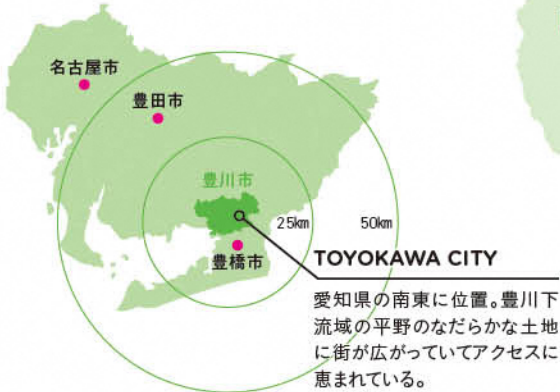 名古屋市
豊田市
豊川市
25km
50km
豊橋市
TOYOKAWA CITY
愛知県の南東に位置。豊川下
流域の平野のなだらかな土地
に街が広がっていてアクセスに
恵まれている。